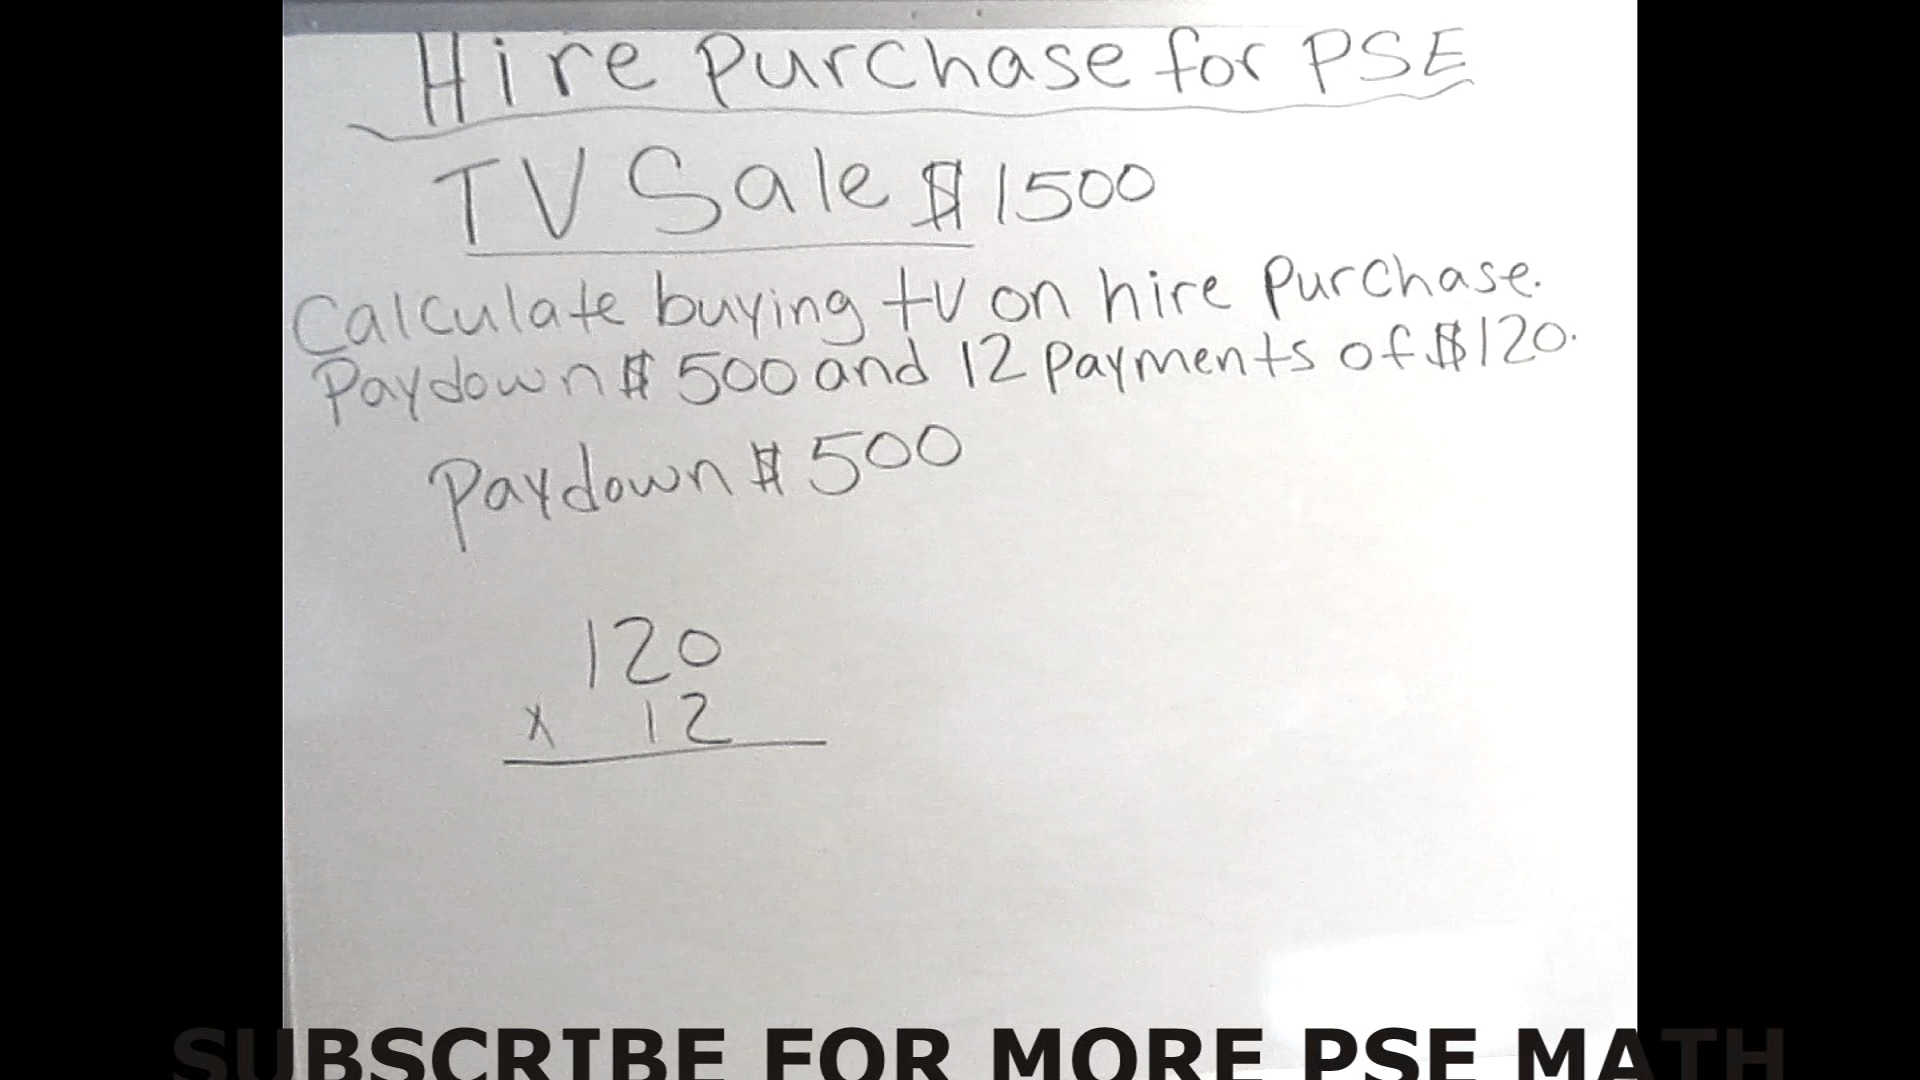 Hire Purchase for PSE
TV Sale $1500
Calculate buying tv on hire purchase.
Paydown $500 and 12 payments of $120.
Paydown $500
120
x 12
SUBSCRIBE FOR MORE PSE MATH